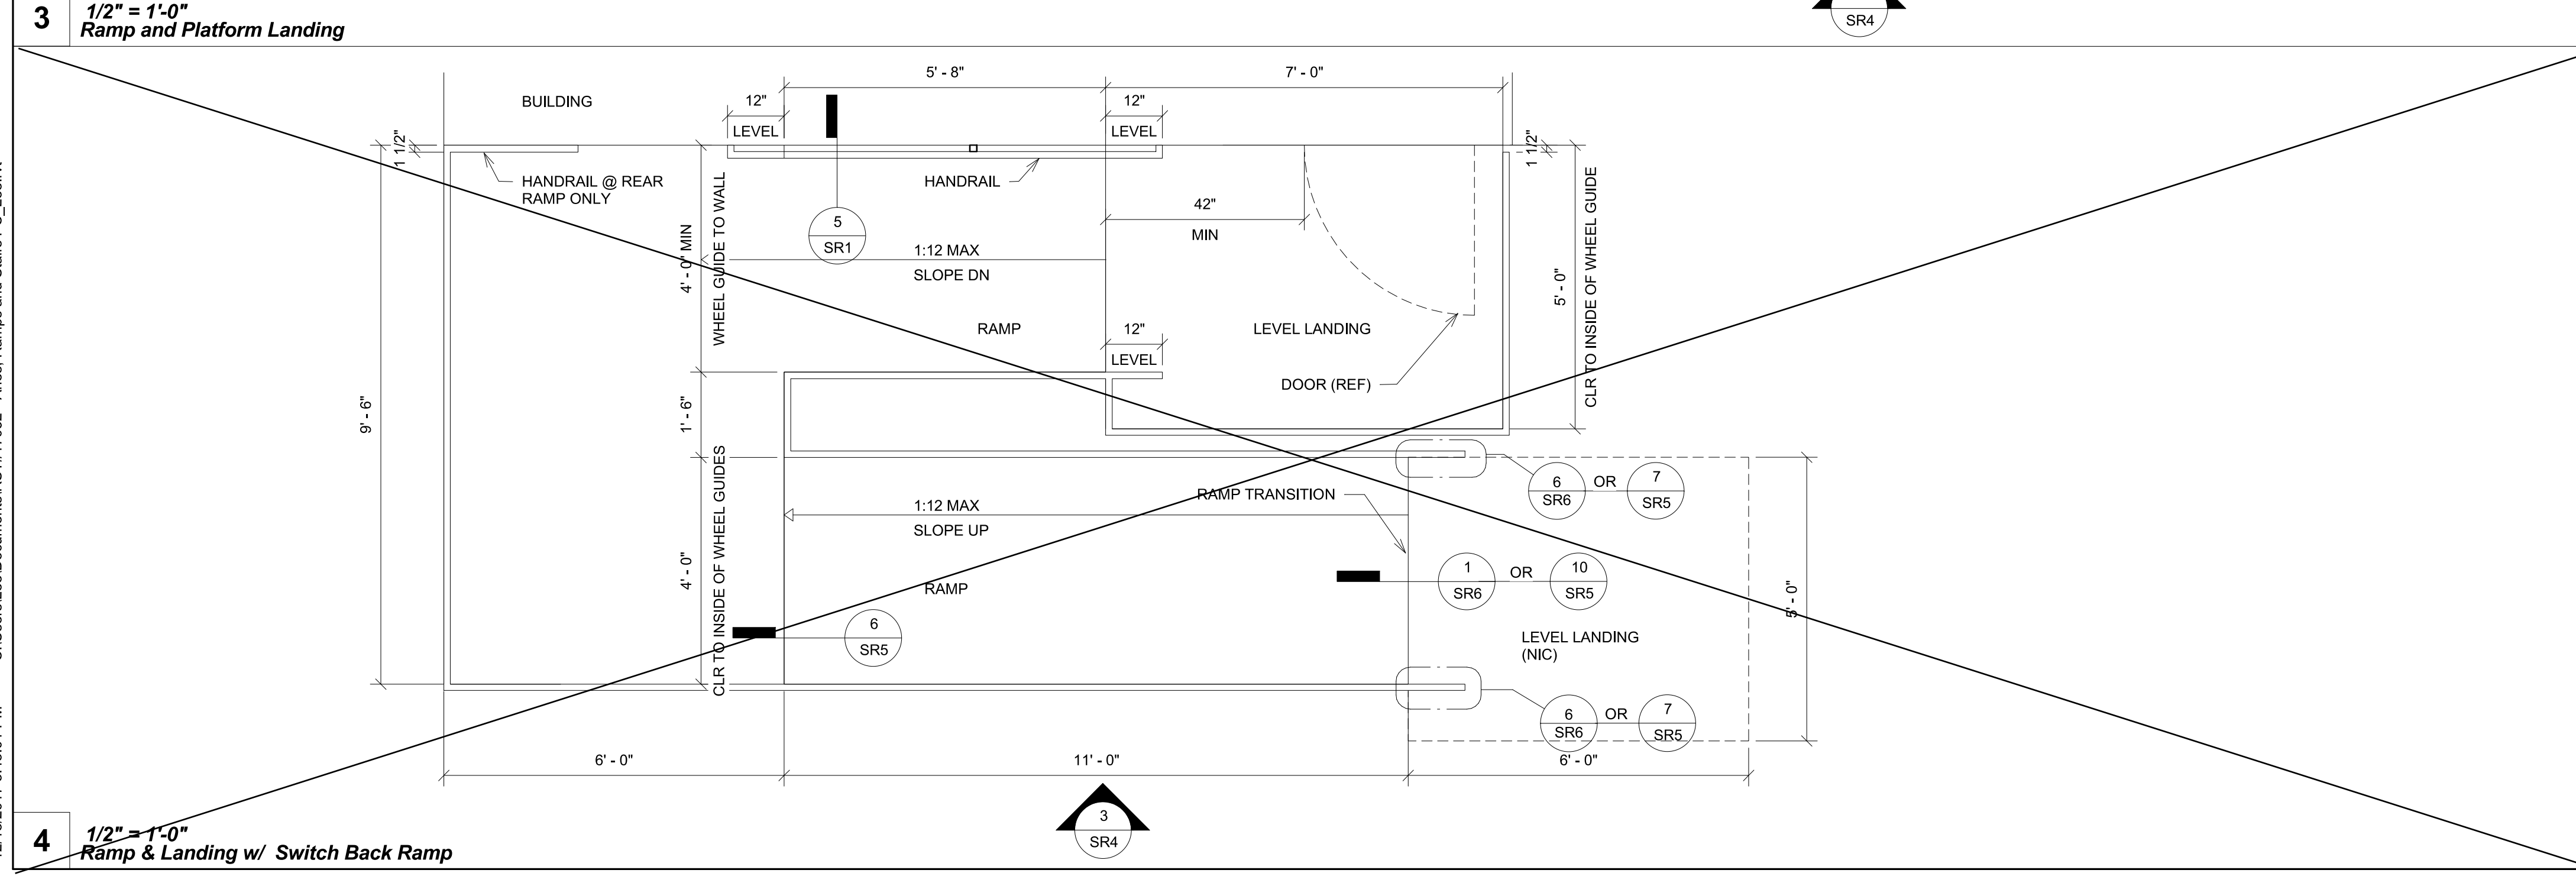 3
1/2" = 1'-0"
Ramp and Platform Landing
SR4
5' - 8"
7' - 0"
BUILDING
12"
LEVEL
12"
LEVEL
1 1/2"
1 1/2"
HANDRAIL @ REAR
RAMP ONLY
HANDRAIL
42"
MIN
5
SR1
4' - 0" MIN
WHEEL GUIDE TO WALL
1:12 MAX
SLOPE DN
5' - 0"
CLR TO INSIDE OF WHEEL GUIDE
RAMP
12"
LEVEL
LEVEL LANDING
DOOR (REF)
9' - 6"
1' - 6"
4' - 0"
CLR TO INSIDE OF WHEEL GUIDES
1:12 MAX
SLOPE UP
RAMP TRANSITION
6
SR6
OR
7
SR5
RAMP
1
SR6
OR
10
SR5
5' - 0"
6
SR5
LEVEL LANDING
(NIC)
6
SR6
OR
7
SR5
6' - 0"
11' - 0"
6' - 0"
3
SR4
4
1/2" = 1'-0"
Ramp & Landing w/ Switch Back Ramp